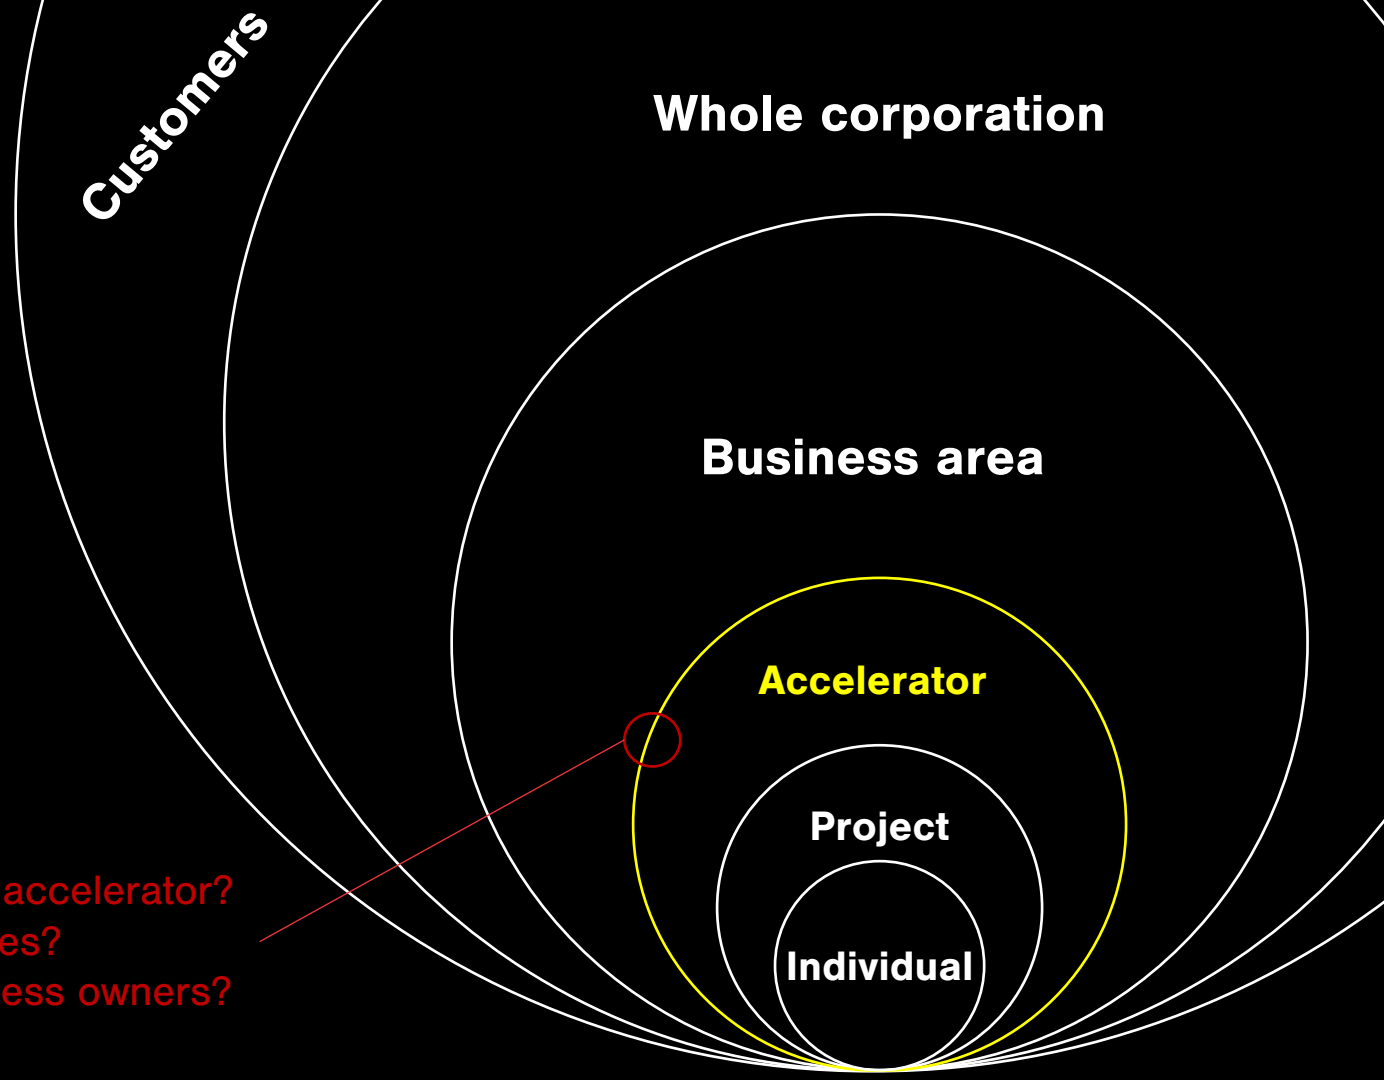 Customers
Whole corporation
Business area
Accelerator
Project
Individual
accelerator?
es?
ess owners?